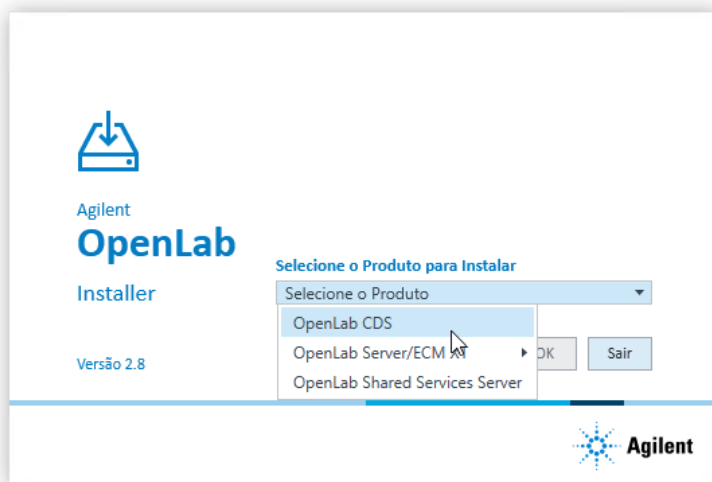 Agilent
OpenLab
Installer
Versão 2.8
Selecione o Produto para Instalar
Selecione o Produto
OpenLab CDS
OpenLab Server/ECM XT
OpenLab Shared Services Server
OK
Sair
Agilent